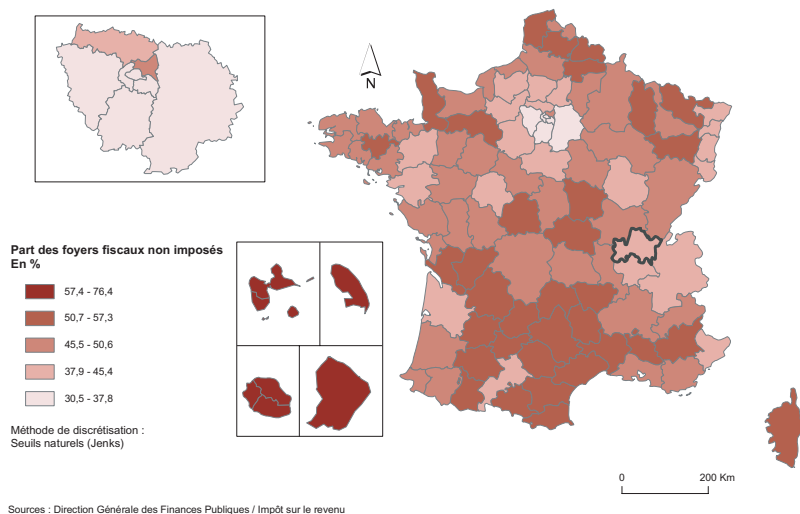 N
Part des foyers fiscaux non imposés
En %
57,4 - 76,4
50,7 - 57,3
45,5 - 50,6
37,9 - 45,4
30,5 - 37,8
Méthode de discrétisation :
Seuils naturels (Jenks)
0 200 Km
Sources : Direction Générale des Finances Publiques / Impôt sur le revenu